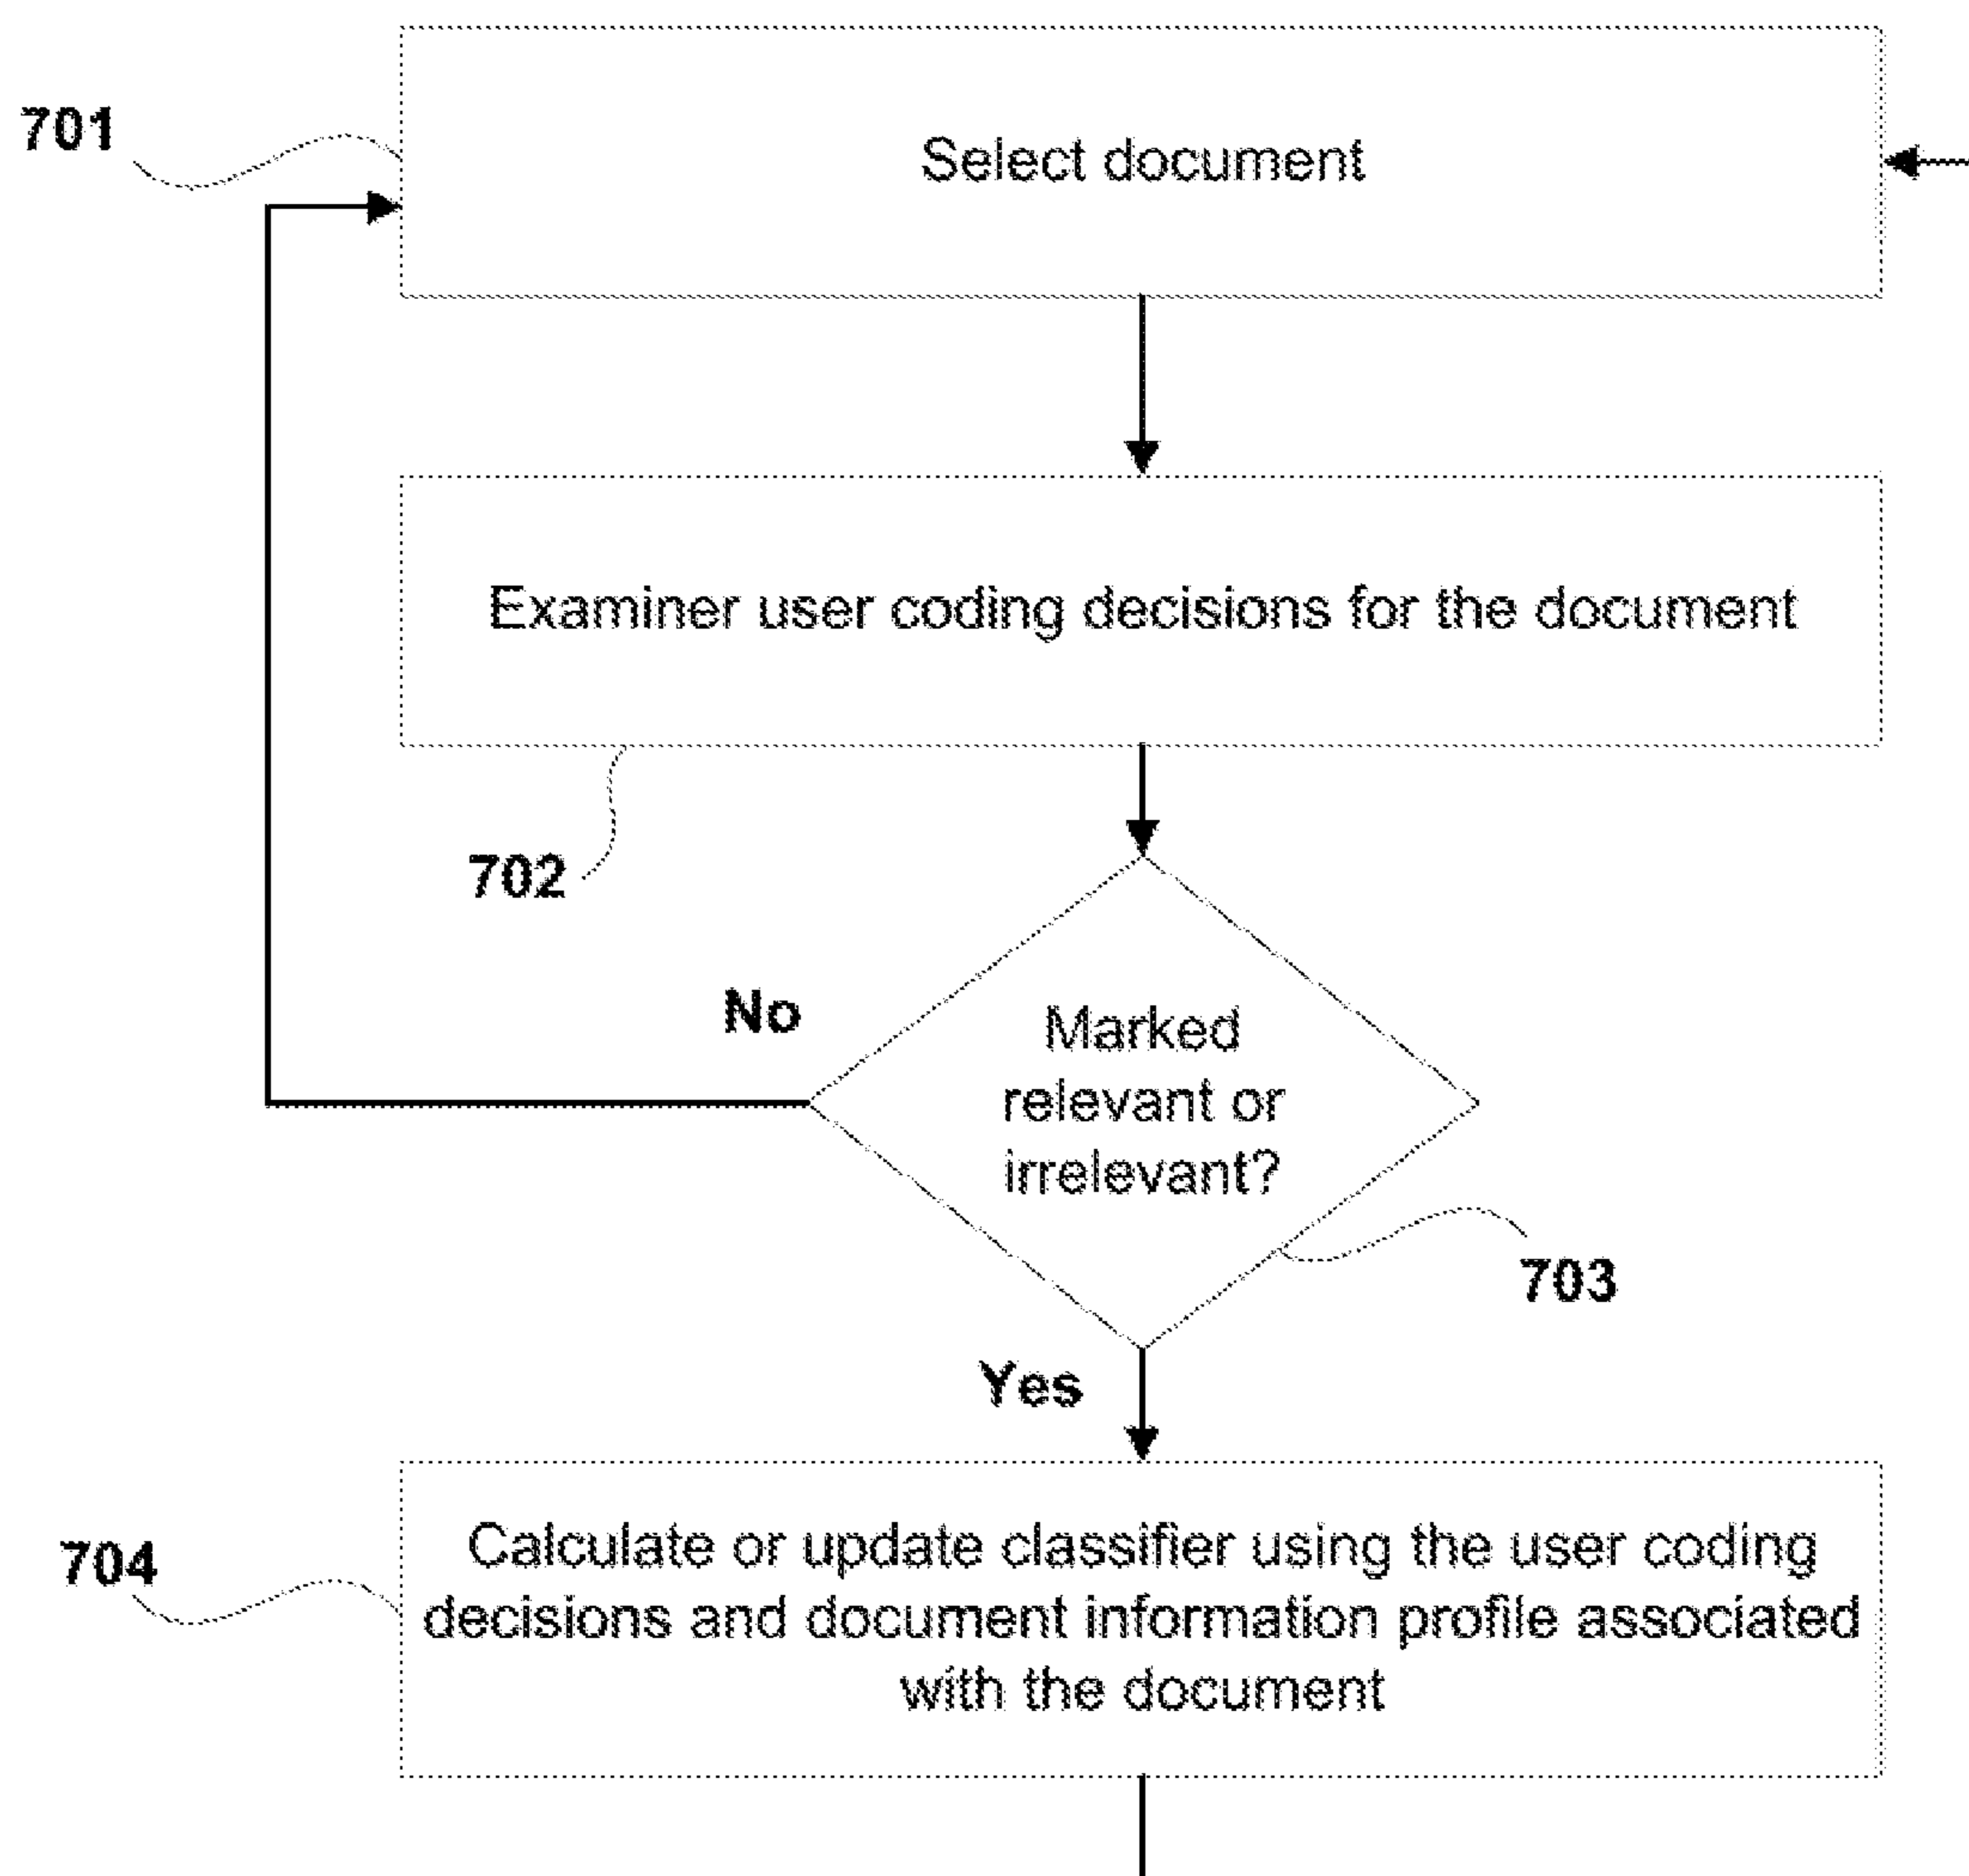 701
Select document
Examiner user coding decisions for the document
702
No
Marked
relevant or
irrelevant?
703
Yes
704
Calculate or update classifier using the user coding
decisions and document information profile associated
with the document